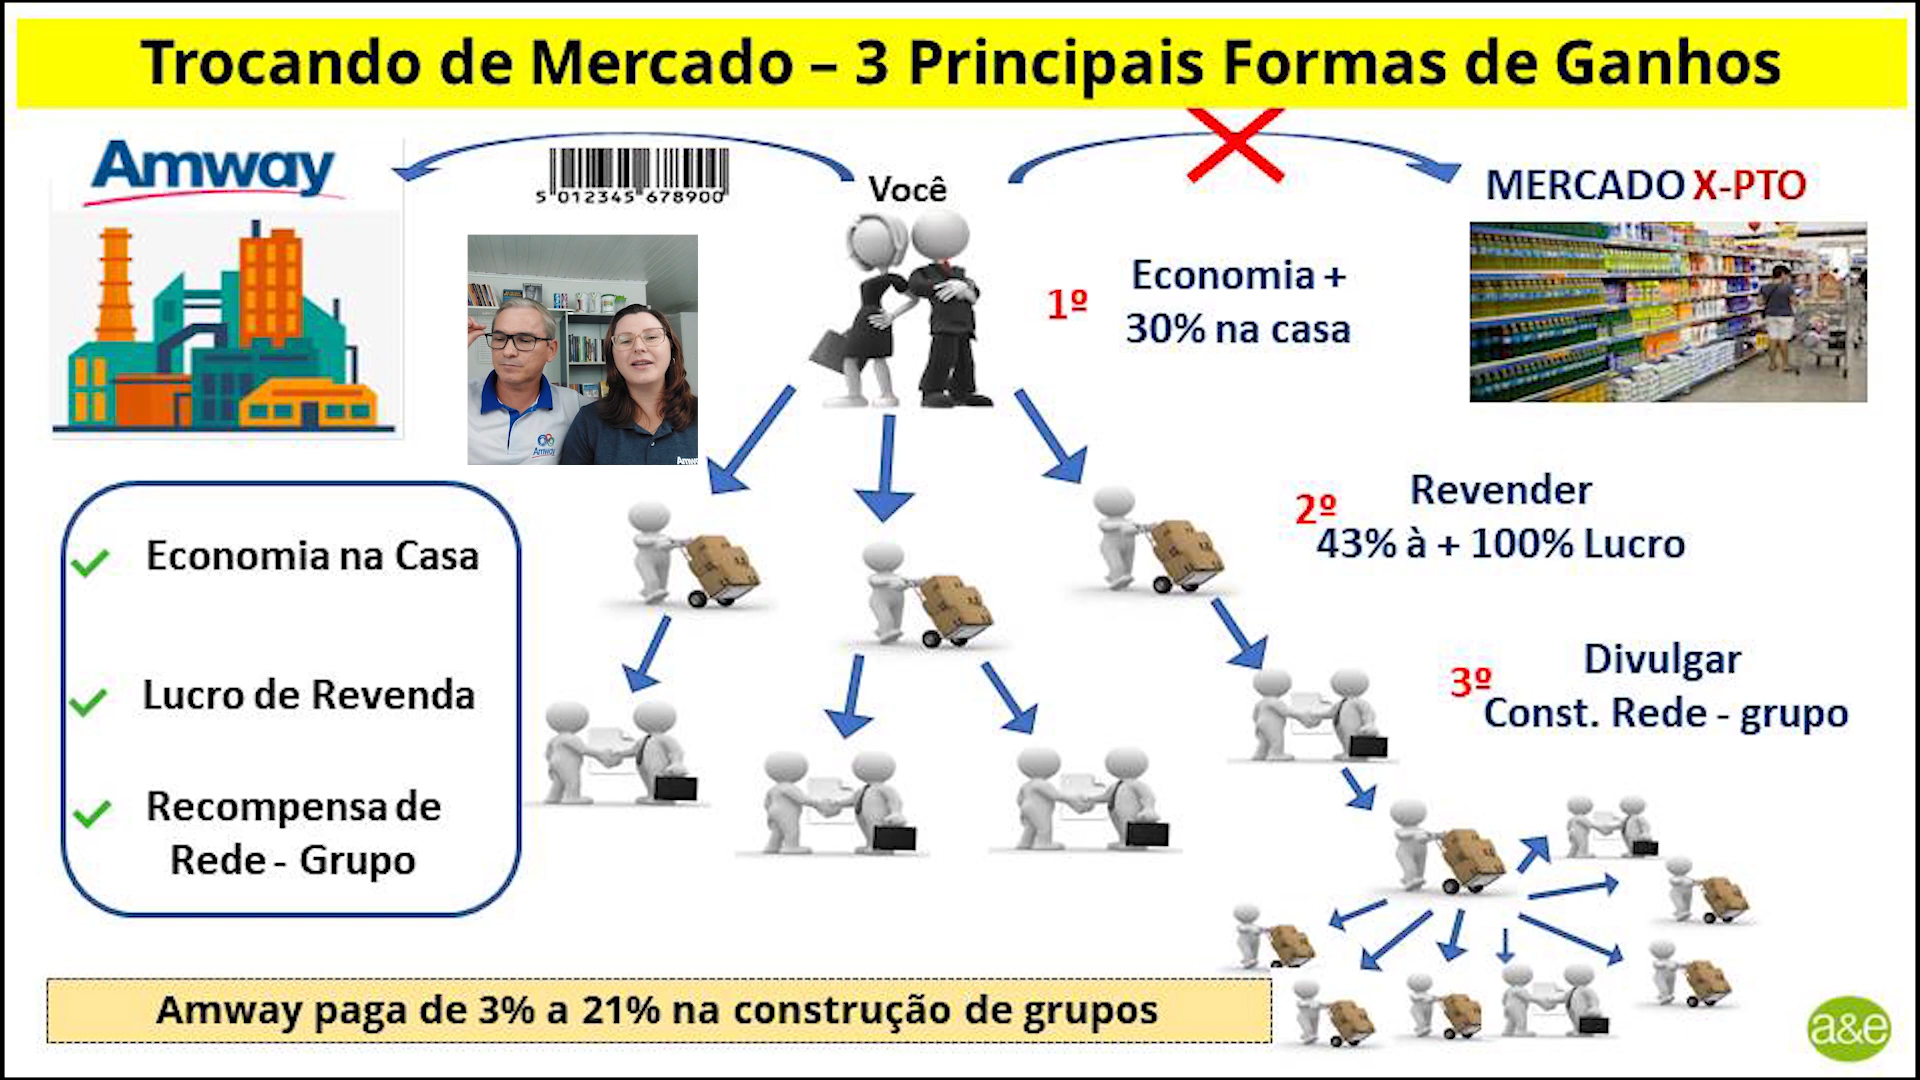 Trocando de Mercado – 3 Principais Formas de Ganhos
Amway
5 012345 678900
Você
MERCADO X-PTO
1º
Economia +
30% na casa
Amway
Amway
2º
Revender
43% à + 100% Lucro
Economia na Casa
Lucro de Revenda
Recompensa de
Rede - Grupo
3º
Divulgar
Const. Rede - grupo
Amway paga de 3% a 21% na construção de grupos
a&e